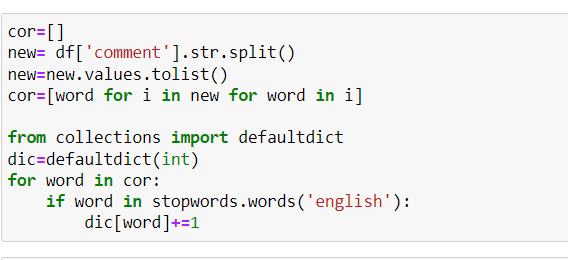 cor=[]
new= df['comment'].str.split()
new=new.values.tolist()
cor=[word for i in new for word in i]

from collections import defaultdict
dic=defaultdict(int)
for word in cor:
    if word in stopwords.words('english'):
        dic[word]+=1